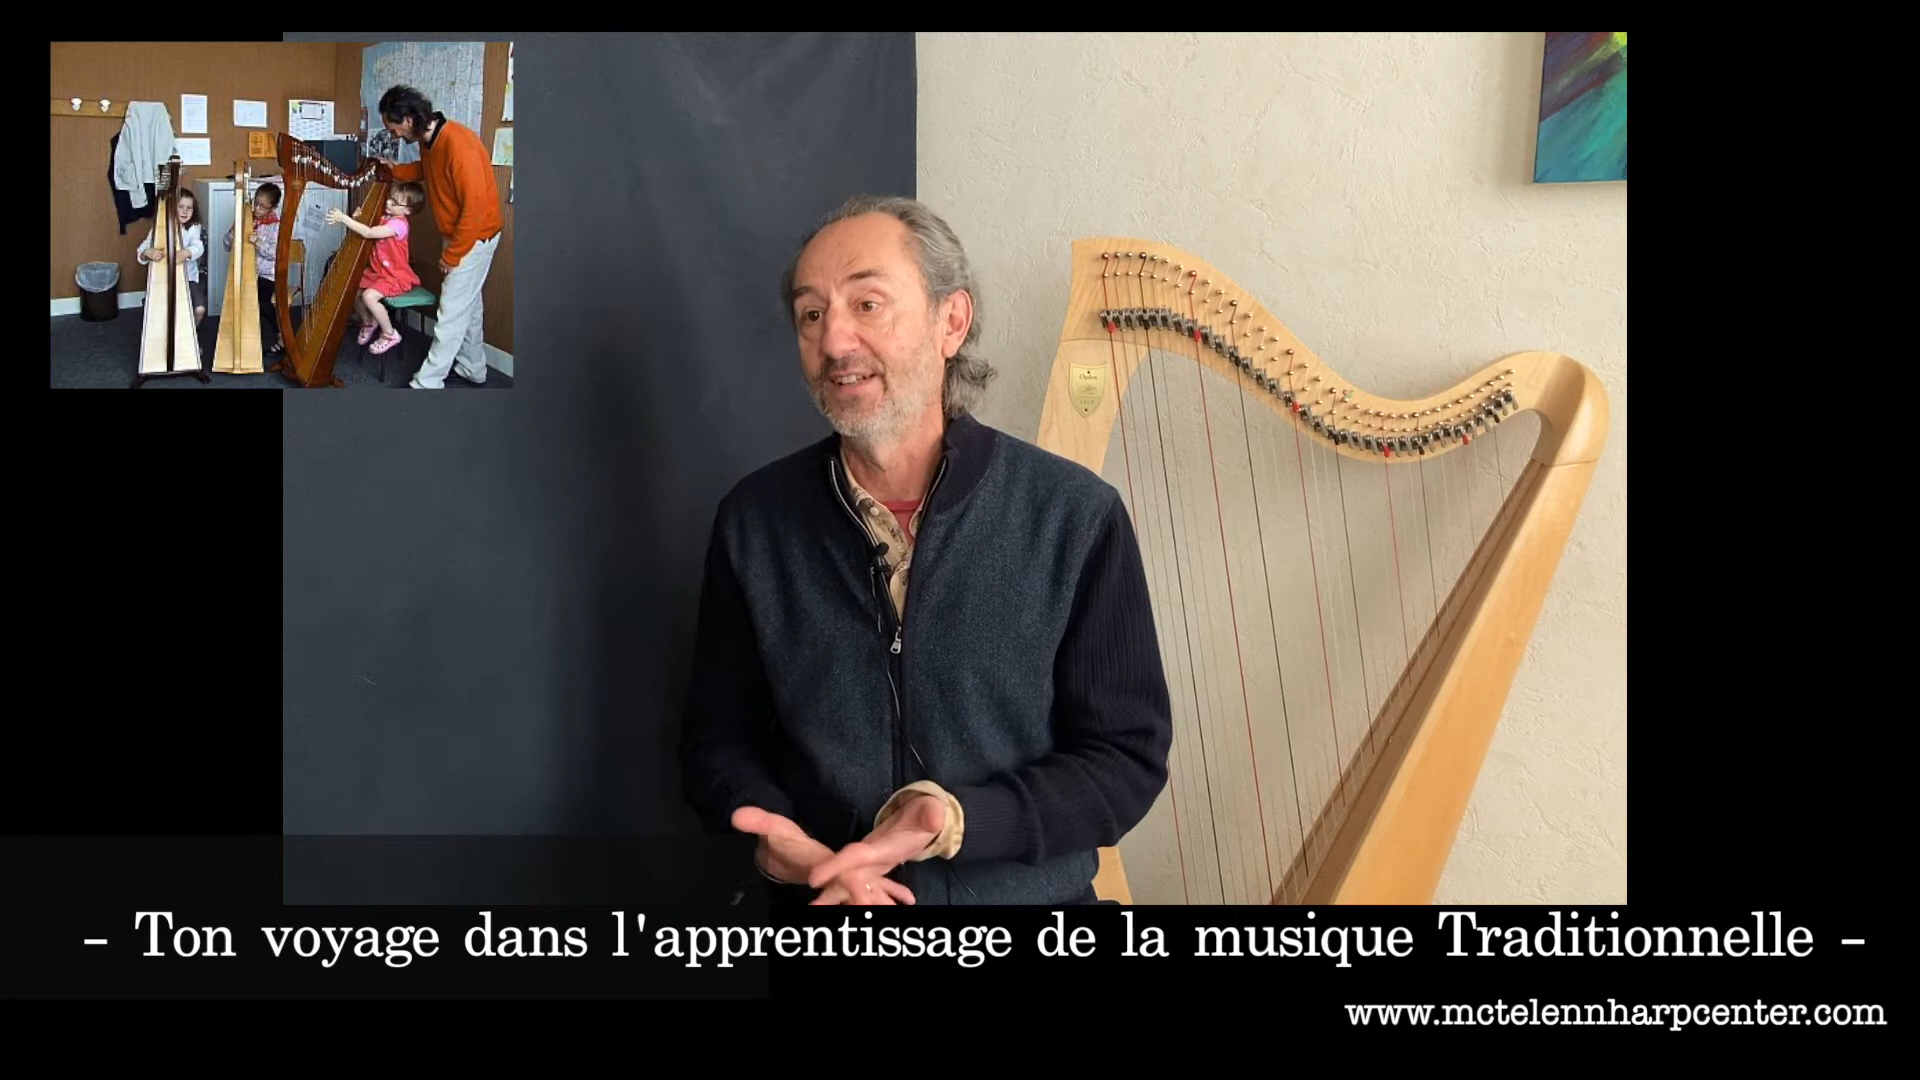 - Ton voyage dans l'apprentissage de la musique Traditionnelle -
www.mctelennharpcenter.com